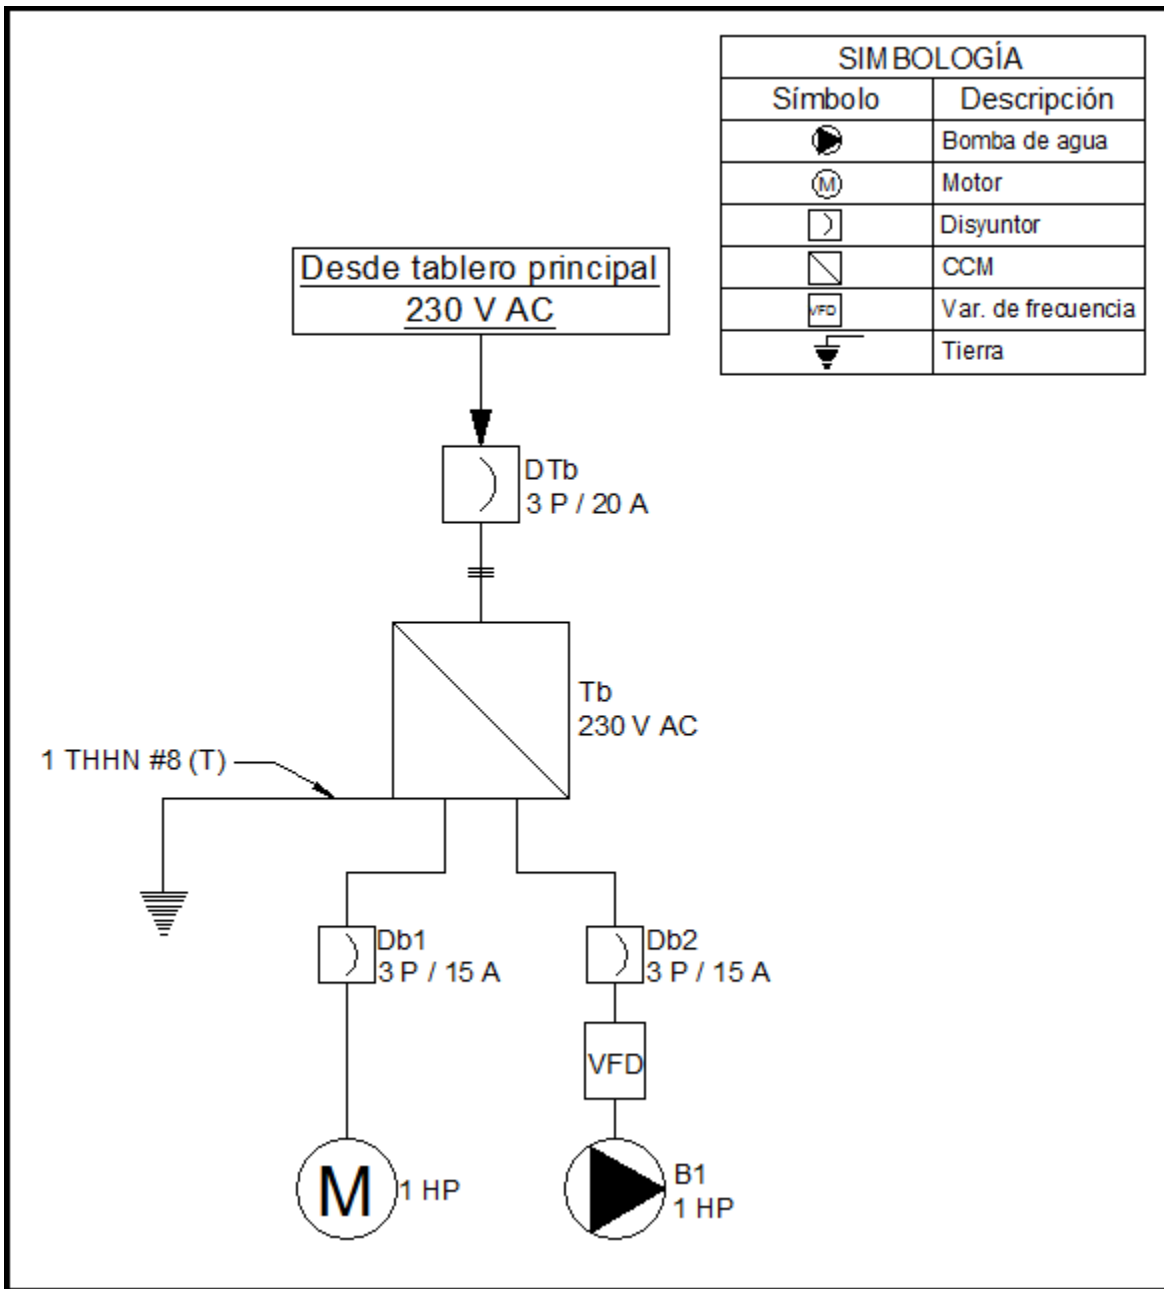 SIMBOLOGÍA
Símbolo Descripción
Bomba de agua
M Motor
Disyuntor
CCM
VFD Var. de frecuencia
Tierra
Desde tablero principal
230 V AC
DTb
3 P / 20 A
Tb
230 V AC
1 THHN #8 (T)
Db1
3 P / 15 A
Db2
3 P / 15 A
VFD
M 1 HP
B1
1 HP